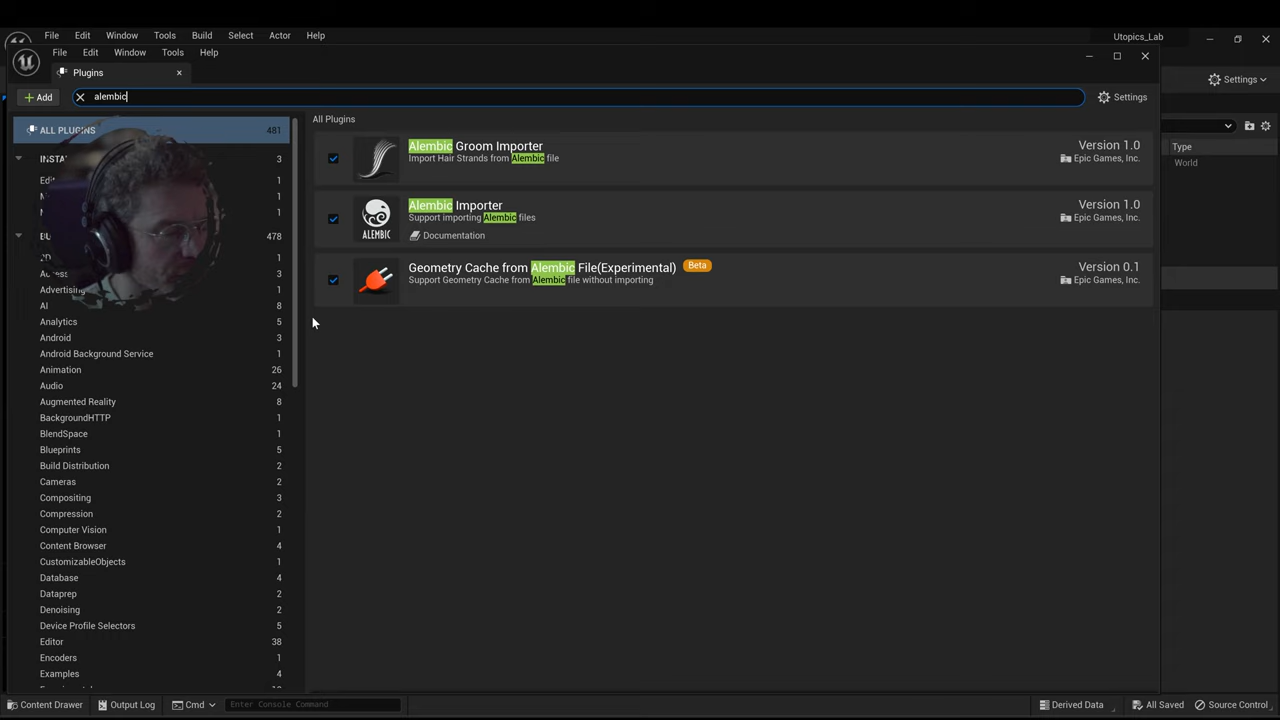 File Edit Window Tools Build Select Actor Help Utopics_Lab
File Edit Window Tools Help
Plugins
Settings
+ Add alembic Settings
ALL PLUGINS 481
All Plugins
Alembic Groom Importer Version 1.0
Import Hair Strands from Alembic file Epic Games, Inc.
Type
World
3
1
1
1
478
Alembic Importer Version 1.0
Support importing Alembic files Epic Games, Inc.
ALEMBIC Documentation
Geometry Cache from Alembic File(Experimental) Beta Version 0.1
Support Geometry Cache from Alembic file without importing Epic Games, Inc.
1
3
Advertising 1
AI 8
Analytics 5
Android 3
Android Background Service 1
Animation 26
Audio 24
Augmented Reality 8
BackgroundHTTP 1
BlendSpace 1
Blueprints 5
Build Distribution 2
Cameras 2
Compositing 3
Compression 2
Computer Vision 1
Content Browser 4
CustomizableObjects 1
Database 4
Dataprep 2
Denoising 2
Device Profile Selectors 5
Editor 38
Encoders 1
Examples 4
Content Drawer Output Log Cmd Enter Console Command Derived Data All Saved Source Control